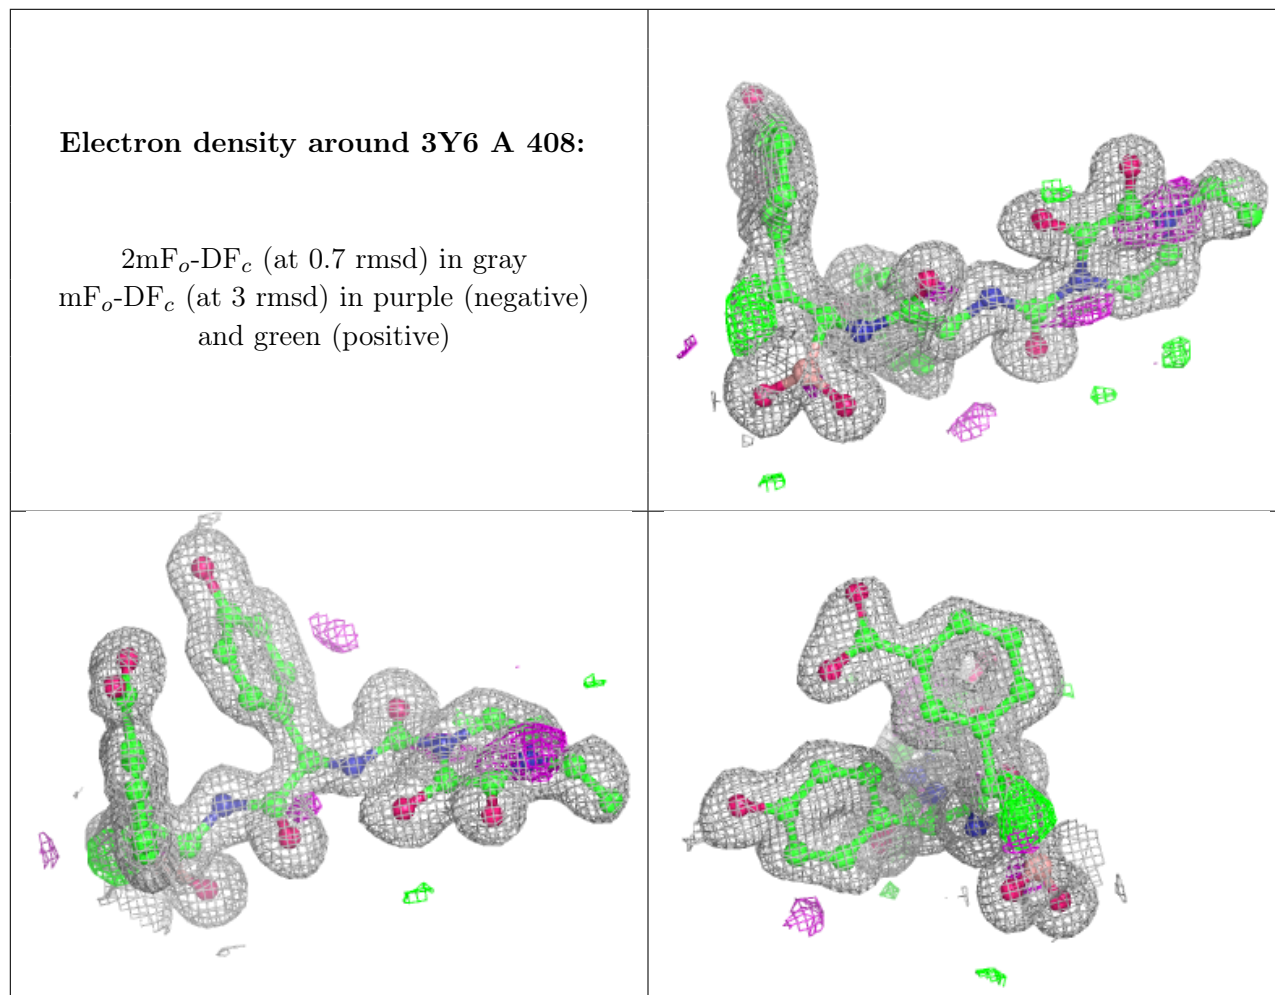 Electron density around 3Y6 A 408:
2mFo-DFc (at 0.7 rmsd) in gray
mFo-DFc (at 3 rmsd) in purple (negative)
and green (positive)